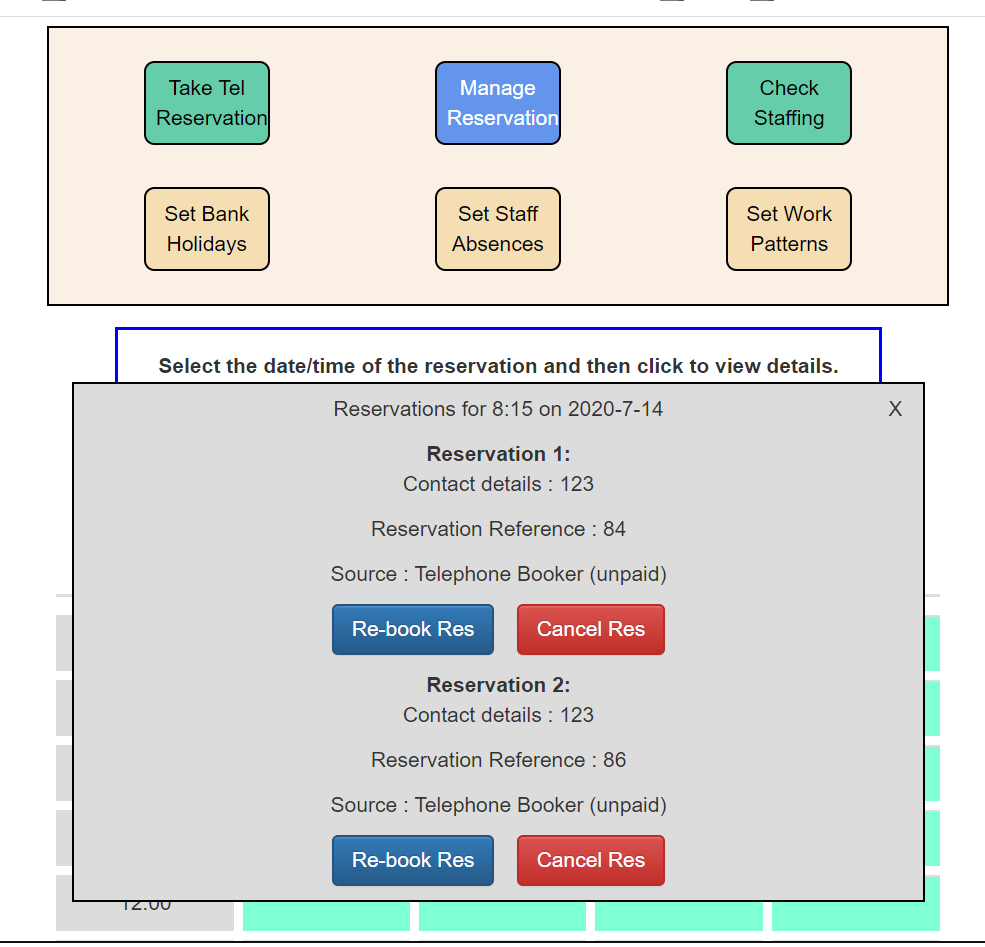 Take Tel
Reservation
Manage
Reservation
Check
Staffing
Set Bank
Holidays
Set Staff
Absences
Set Work
Patterns
Select the date/time of the reservation and then click to view details.
Reservations for 8:15 on 2020-7-14 X
Reservation 1:
Contact details : 123
Reservation Reference : 84
Source : Telephone Booker (unpaid)
Re-book Res Cancel Res
Reservation 2:
Contact details : 123
Reservation Reference : 86
Source : Telephone Booker (unpaid)
Re-book Res Cancel Res
12:00